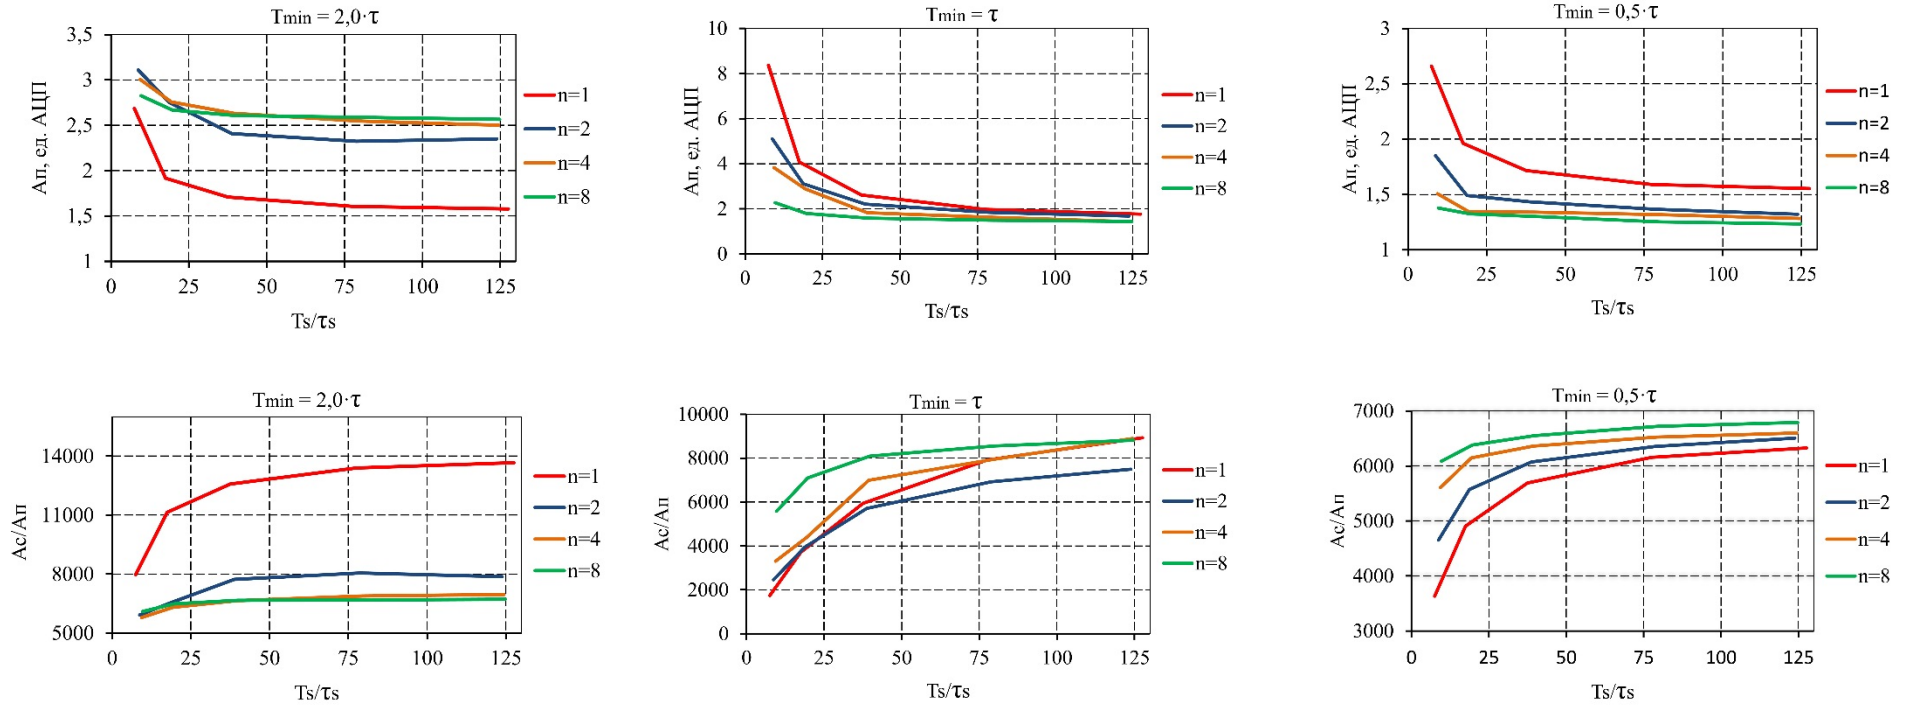 Tmin = 2,0·τ
3,5
3
2,5
2
1,5
1
Ап, ед. АЦП
0
25
50
75
100
125
Ts/τs
n=1
n=2
n=4
n=8
Tmin = τ
10
8
6
4
2
0
Ап, ед. АЦП
0
25
50
75
100
125
Ts/τs
n=1
n=2
n=4
n=8
Tmin = 0,5·τ
3
2,5
2
1,5
1
Ап, ед. АЦП
0
25
50
75
100
125
Ts/τs
n=1
n=2
n=4
n=8
Tmin = 2,0·τ
14000
11000
8000
5000
Ас/Ап
0
25
50
75
100
125
Ts/τs
n=1
n=2
n=4
n=8
Tmin = τ
10000
8000
6000
4000
2000
0
Ас/Ап
0
25
50
75
100
125
Ts/τs
n=1
n=2
n=4
n=8
Tmin = 0,5·τ
7000
6000
5000
4000
3000
Ас/Ап
0
25
50
75
100
125
Ts/τs
n=1
n=2
n=4
n=8